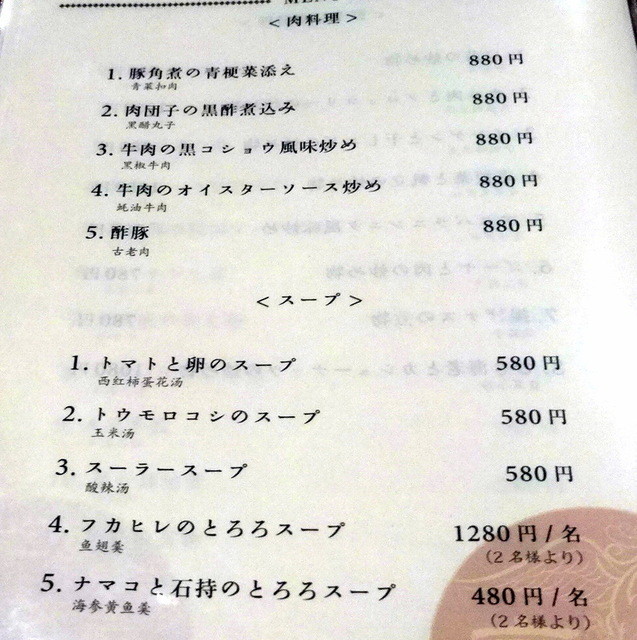 ＜肉料理＞
1. 豚角煮の青梗菜添え 880円
青菜扣肉
2. 肉団子の黒酢煮込み 880円
黑醋丸子
3. 牛肉の黒コショウ風味炒め 880円
黑椒牛肉
4. 牛肉のオイスターソース炒め 880円
蚝油牛肉
5. 酢豚 880円
古老肉
＜スープ＞
1. トマトと卵のスープ 580円
西红柿蛋花汤
2. トウモロコシのスープ 580円
玉米汤
3. スーラースープ 580円
酸辣汤
4. フカヒレのとろろスープ 1280円 / 名
鱼翅羹 （2名様より）
5. ナマコと石持のとろろスープ 480円 / 名
海参黄鱼羹 （2名様より）